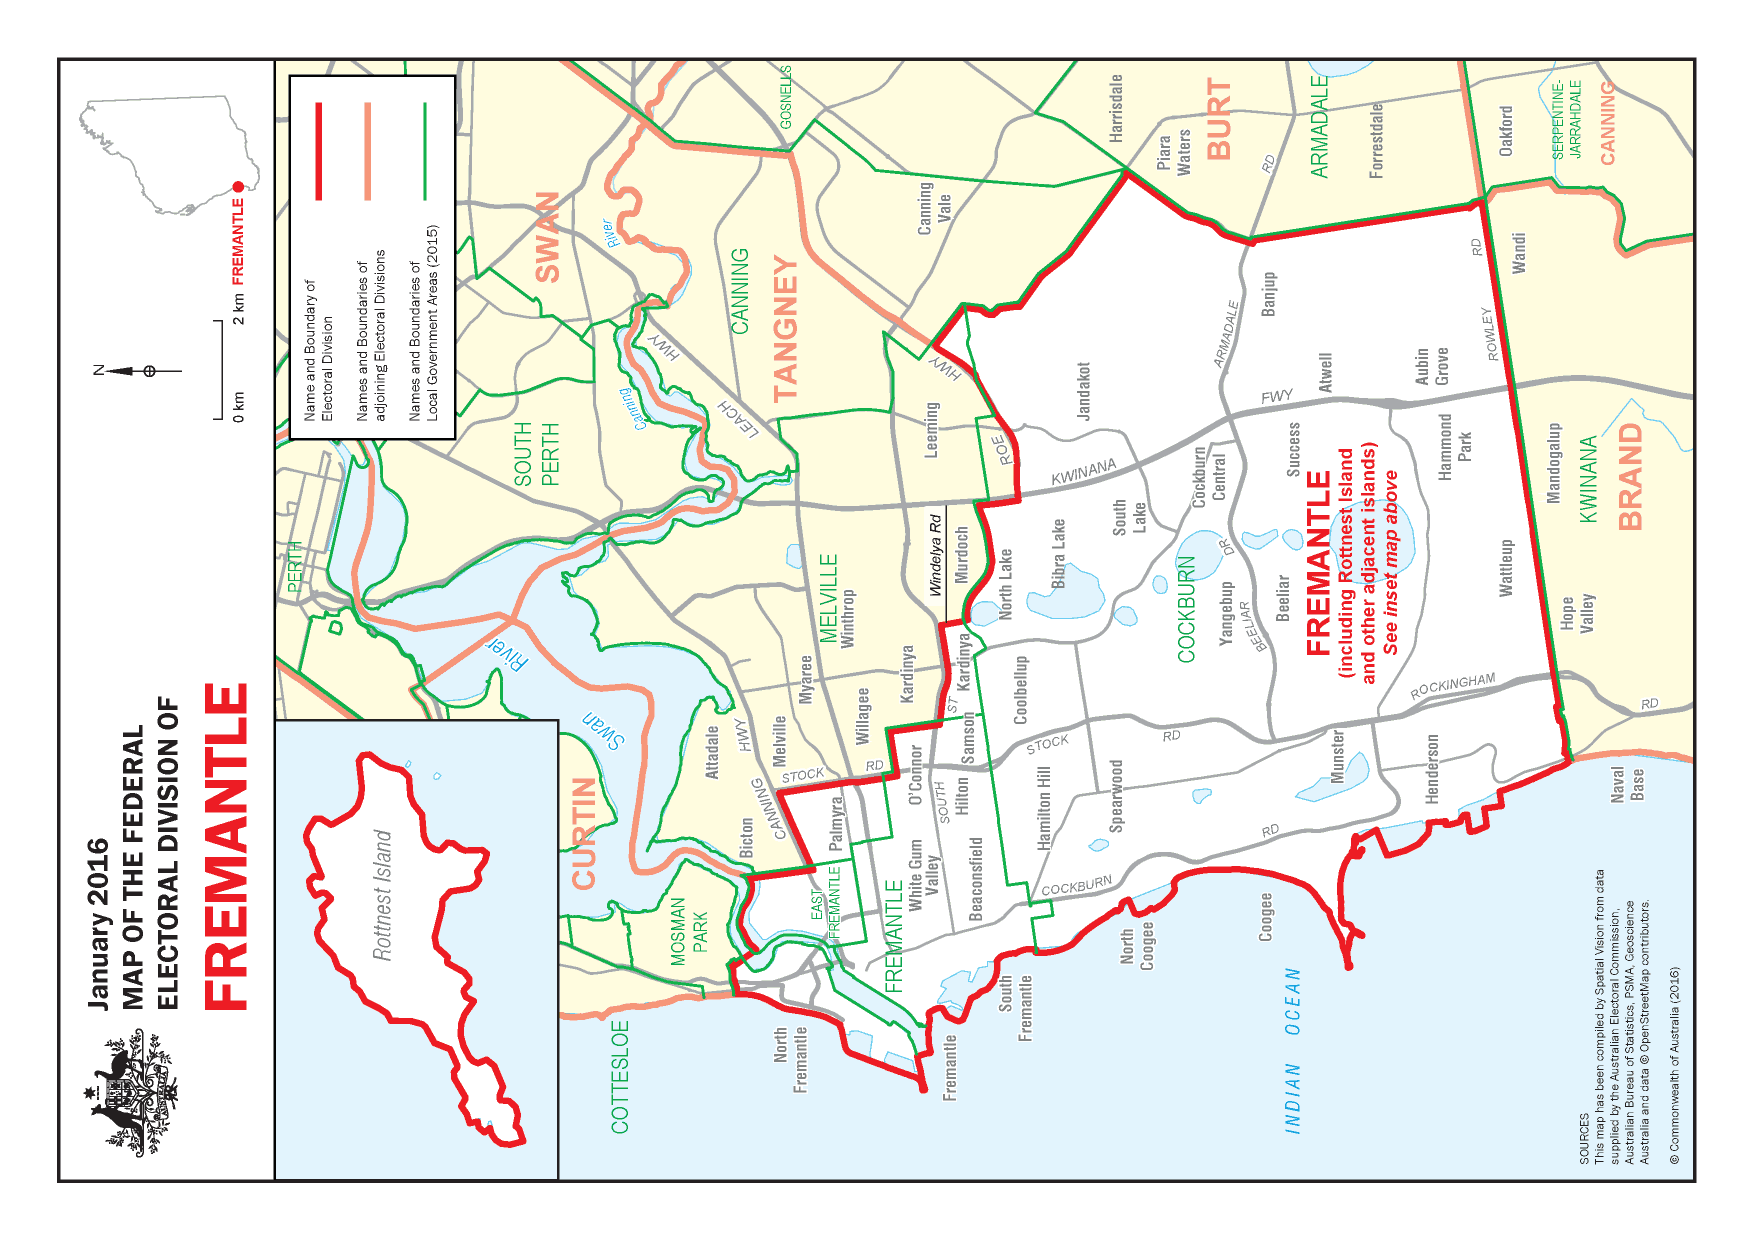 January 2016
MAP OF THE FEDERAL
ELECTORAL DIVISION OF
FREMANTLE
N
0 km
2 km
FREMANTLE
Name and Boundary of
Electoral Division
Names and Boundaries of
adjoining Electoral Divisions
Names and Boundaries of
Local Government Areas (2015)
Rottnest Island
PERTH
SOUTH
PERTH
SWAN
River
Canning
HWY
LEACH
CANNING
TANGNEY
GOSNELLS
Canning
Vale
Harrisdale
Piara
Waters
BURT
RD
ARMADALE
Forrestdale
Oakford
SERPENTINE-
JARRAHDALE
CANNING
River
Swan
CURTIN
Attadale
HWY
Melville
Myaree
MELVILLE
Winthrop
Willagee
Kardinya
Windelya Rd
Murdoch
Leeming
HWY
ROE
Jandakot
ARMADALE
Banjup
FWY
Atwell
Aubin
Grove
ROWLEY
RD
Wandi
KWINANA
Cockburn
Central
Success
Hammond
Park
Mandogalup
KWINANA
BRAND
North Lake
Bibra Lake
South
Lake
COCKBURN
DR
Yangebup
BEELIAR
Beeliar
FREMANTLE
(including Rottnest Island
and other adjacent islands)
See inset map above
Wattleup
Hope
Valley
Kardinya
ST
Samson
Coolbellup
STOCK
RD
ROCKINGHAM
RD
Munster
Henderson
Naval
Base
Bicton
CANNING
STOCK
RD
Palmyra
O'Connor
SOUTH
Hilton
Hamilton Hill
Spearwood
RD
MOSMAN
PARK
EAST
FREMANTLE
FREMANTLE
White Gum
Valley
Beaconsfield
COCKBURN
North
Coogee
Coogee
COTTESLOE
North
Fremantle
Fremantle
South
Fremantle
INDIAN OCEAN
SOURCES
This map has been compiled by Spatial Vision from data
supplied by the Australian Electoral Commission,
Australian Bureau of Statistics, PSMA, Geoscience
Australia and data © OpenStreetMap contributors.
© Commonwealth of Australia (2016)